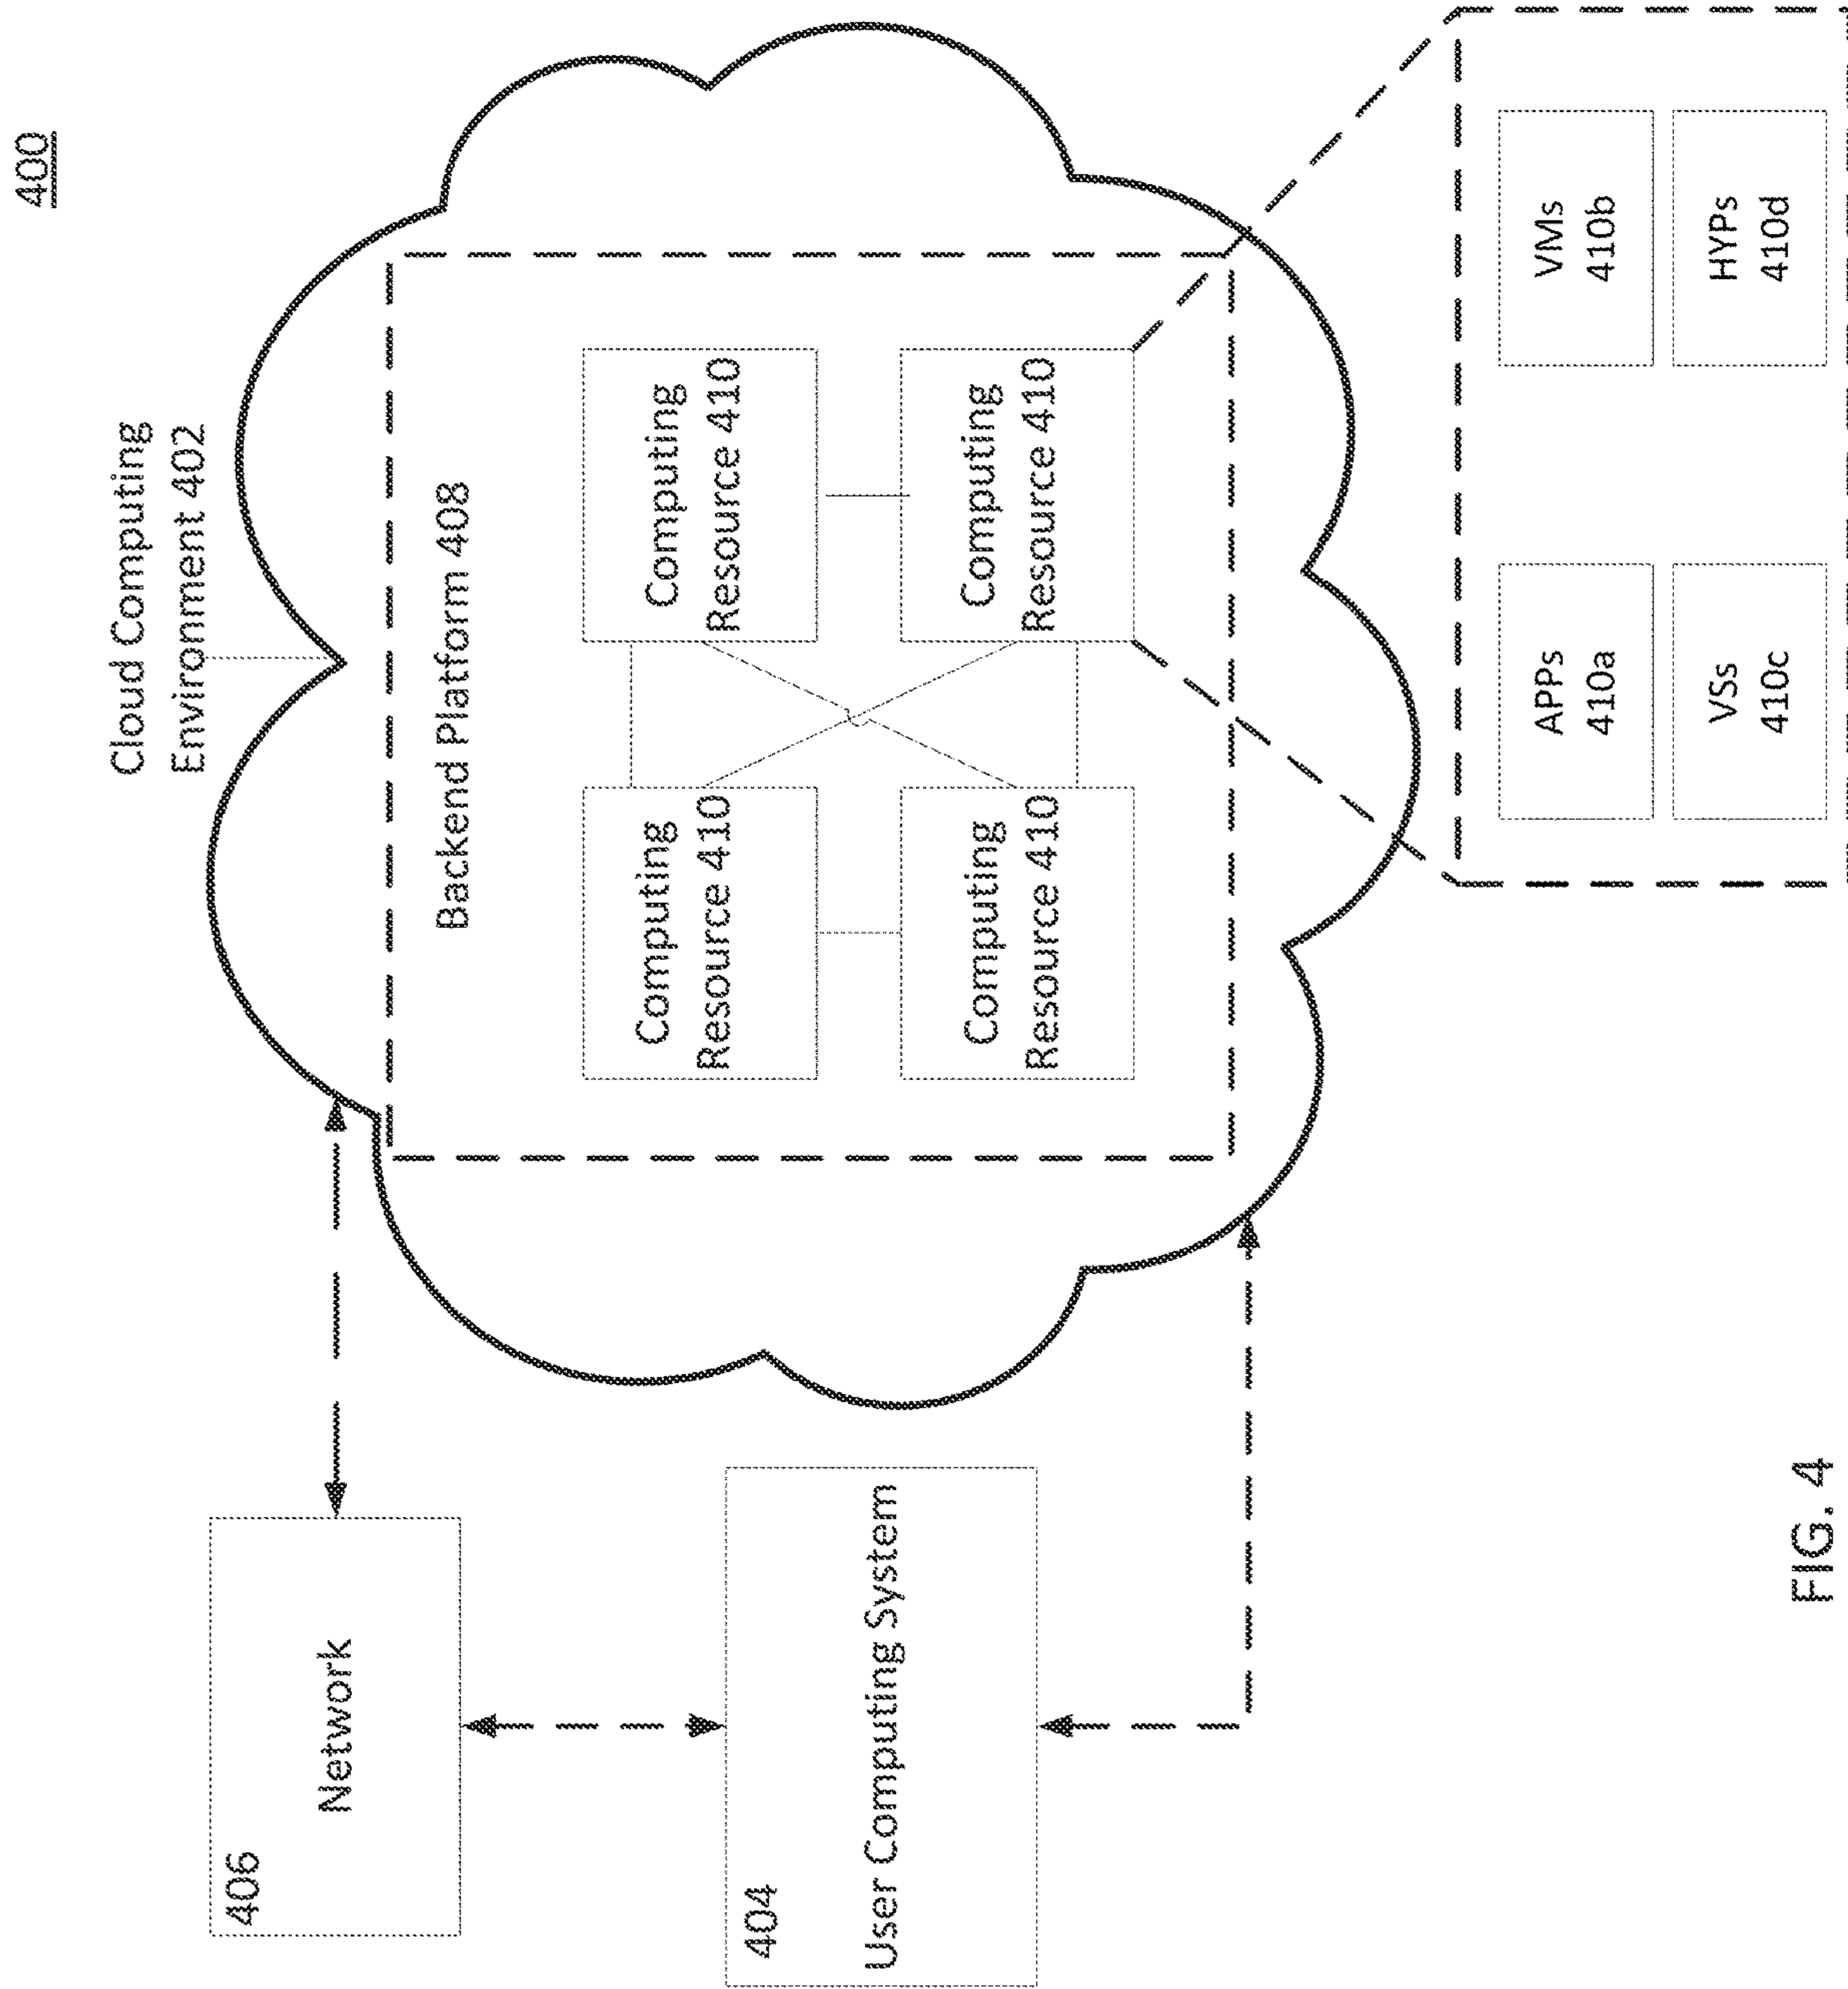 400
Cloud Computing
Environment 402
406
Network
404
User Computing System
Backend Platform 408
Computing
Resource 410
Computing
Resource 410
Computing
Resource 410
Computing
Resource 410
APPs
410a
VMs
410b
VSs
410c
HYPs
410d
FIG. 4